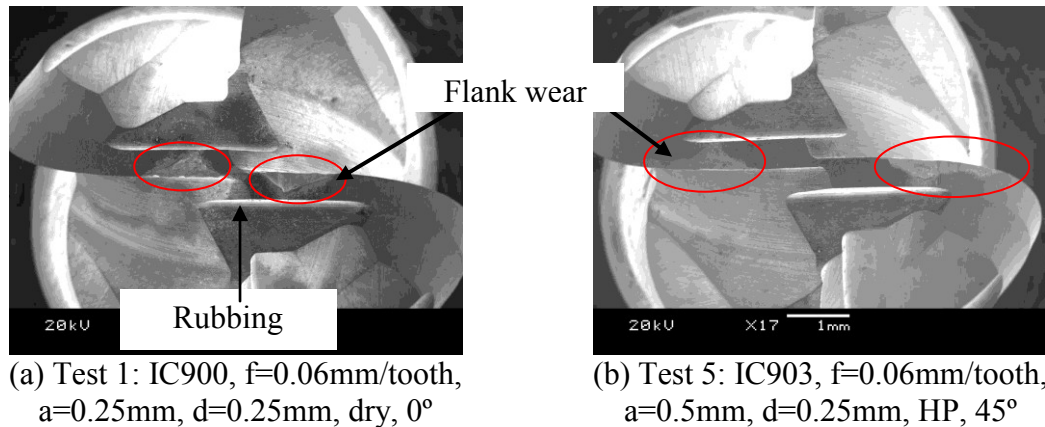 Flank wear
Rubbing
20kV
20kV X17 1mm
(a) Test 1: IC900, f=0.06mm/tooth,
a=0.25mm, d=0.25mm, dry, 0º
(b) Test 5: IC903, f=0.06mm/tooth,
a=0.5mm, d=0.25mm, HP, 45º